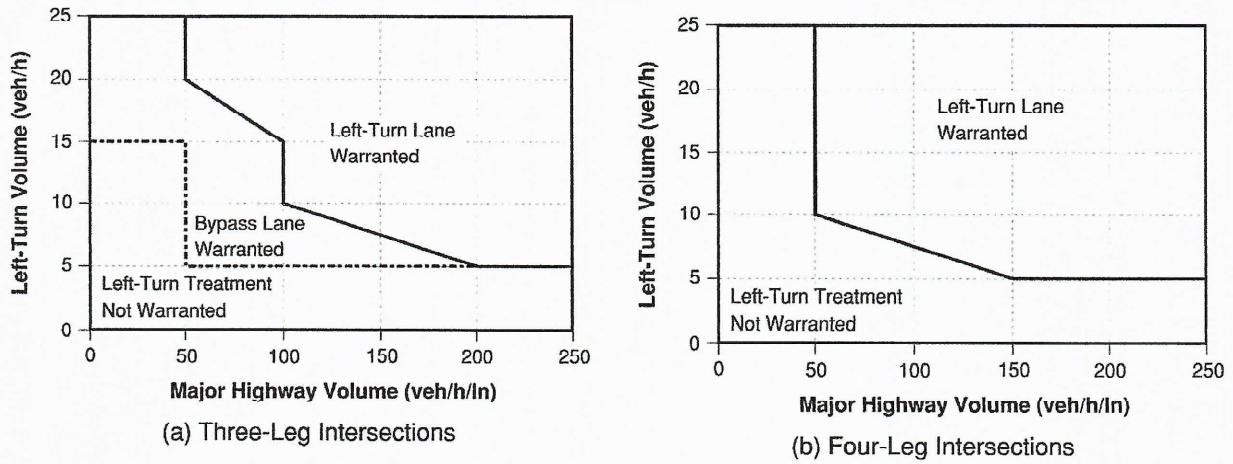 25
20
15
10
5
0
Left-Turn Volume (veh/h)
Left-Turn Lane
Warranted
Bypass Lane
Warranted
Left-Turn Treatment
Not Warranted
0 50 100 150 200 250
Major Highway Volume (veh/h/ln)
(a) Three-Leg Intersections
25
20
15
10
5
0
Left-Turn Volume (veh/h)
Left-Turn Lane
Warranted
Left-Turn Treatment
Not Warranted
0 50 100 150 200 250
Major Highway Volume (veh/h/ln)
(b) Four-Leg Intersections